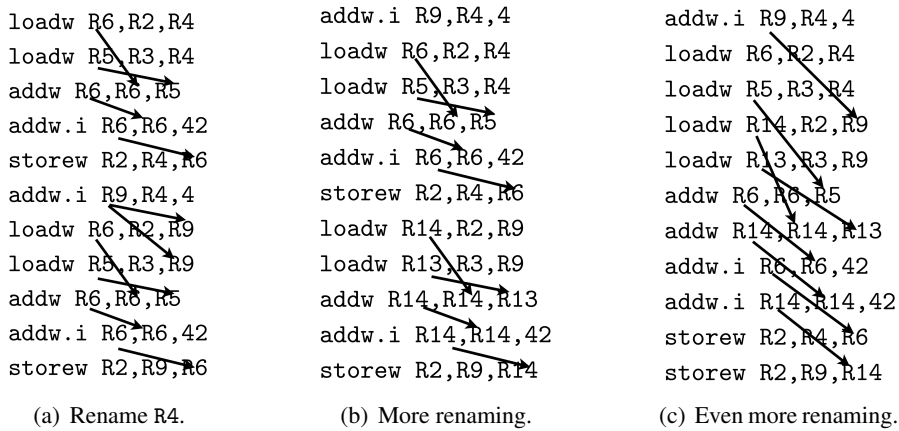 loadw R6,R2,R4
loadw R5,R3,R4
addw R6,R6,R5
addw.i R6,R6,42
storew R2,R4,R6
addw.i R9,R4,4
loadw R6,R2,R9
loadw R5,R3,R9
addw R6,R6,R5
addw.i R6,R6,42
storew R2,R9,R6
(a) Rename R4.
addw.i R9,R4,4
loadw R6,R2,R4
loadw R5,R3,R4
addw R6,R6,R5
addw.i R6,R6,42
storew R2,R4,R6
loadw R14,R2,R9
loadw R13,R3,R9
addw R14,R14,R13
addw.i R14,R14,42
storew R2,R9,R14
(b) More renaming.
addw.i R9,R4,4
loadw R6,R2,R4
loadw R5,R3,R4
loadw R14,R2,R9
loadw R13,R3,R9
addw R6,R6,R5
addw R14,R14,R13
addw.i R6,R6,42
addw.i R14,R14,42
storew R2,R4,R6
storew R2,R9,R14
(c) Even more renaming.